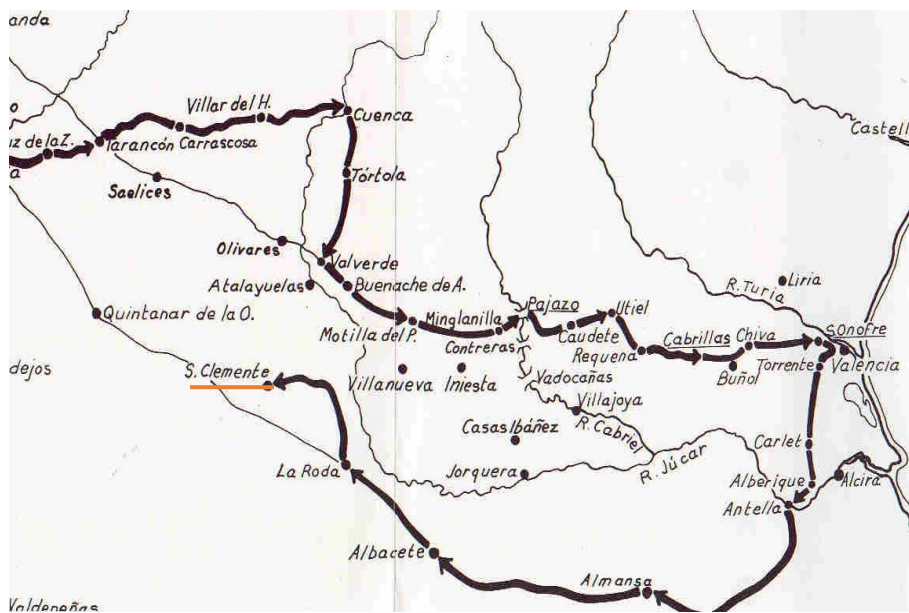 anda
Castell
Villar del H.
Cuenca
uz de la Z.
Tarancón
Carrascosa
a
Tórtola
Saelices
Olivares
Valverde
Liria
R. Turia
Atalayuelas
Buenache de A.
Quintanar de la O.
Minglanilla
Pajazo
Utiel
Motilla del P.
Contreras
Caudete
Requena
Cabrillas
Chiva
S. Onofre
Valencia
dejos
S. Clemente
Villanueva
Iniesta
Vadocañas
Buñol
Torrente
Villajoya
R. Cabriel
Casas Ibáñez
Carlet
La Roda
Jorquera
R. Júcar
Alberique
Alcira
Antella
Albacete
Almansa
Valdepeñas